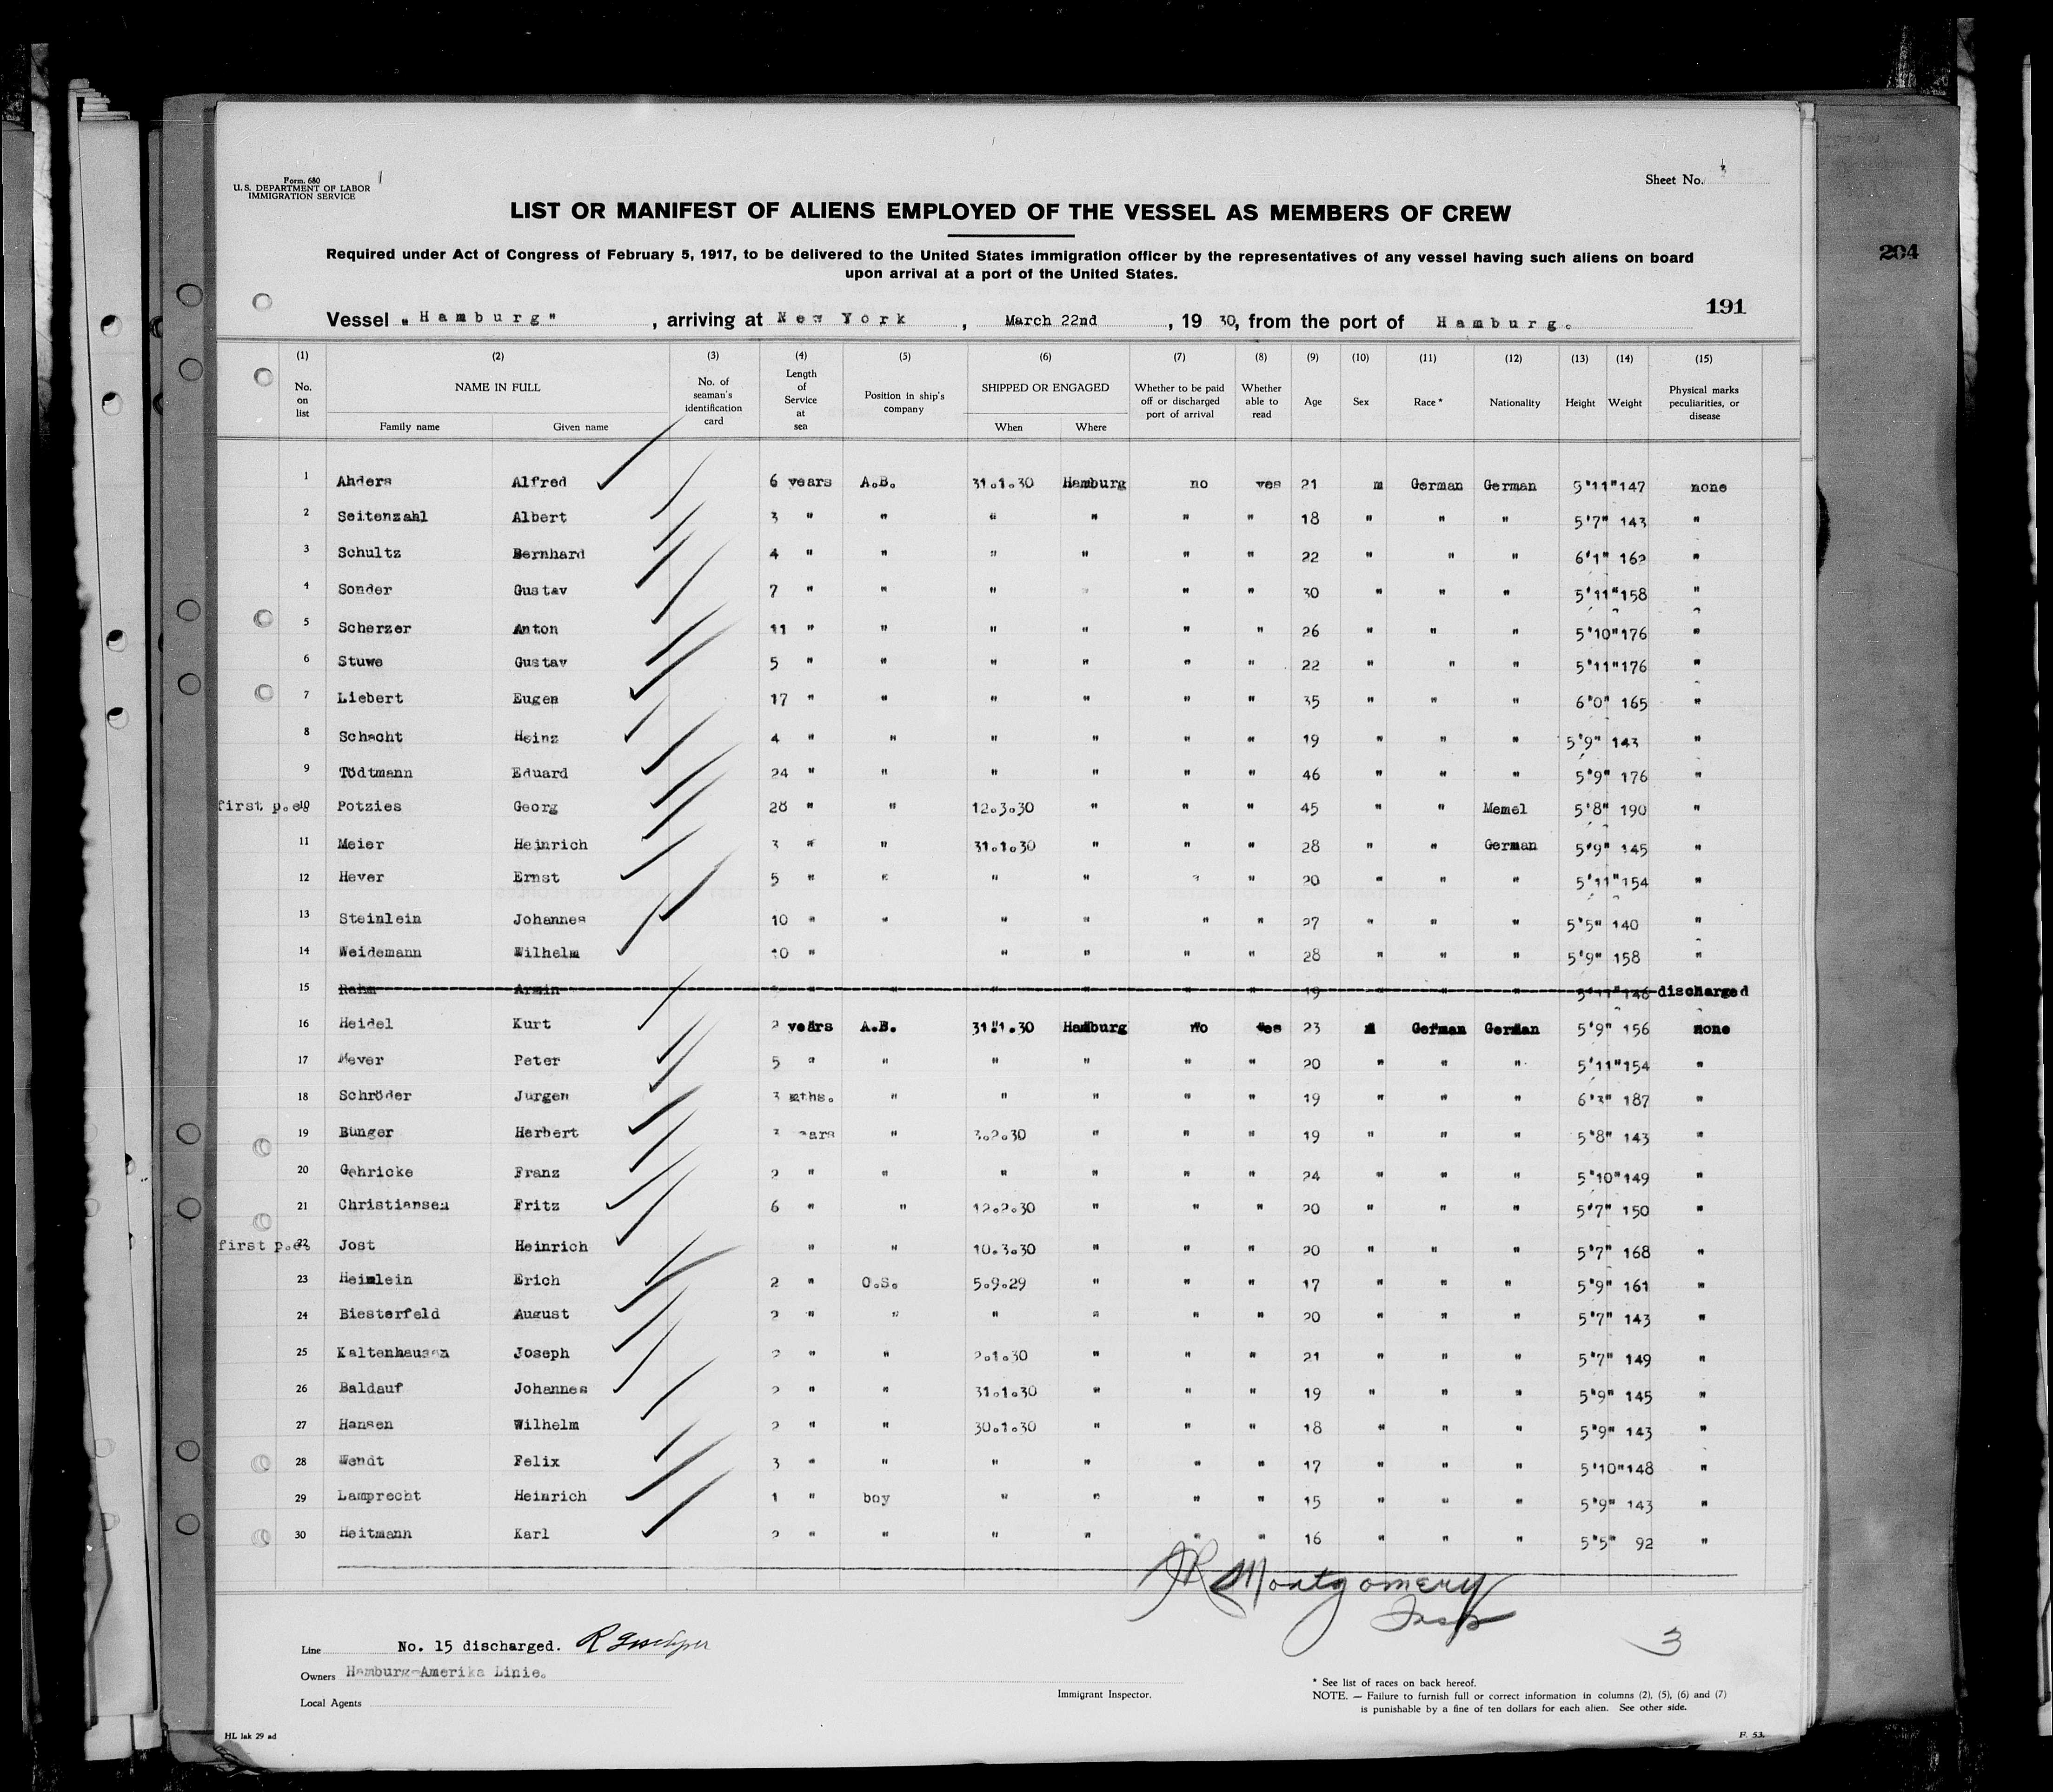 Form. 680
U. S. DEPARTMENT OF LABOR
IMMIGRATION SERVICE
Sheet No.
LIST OR MANIFEST OF ALIENS EMPLOYED OF THE VESSEL AS MEMBERS OF CREW
Required under Act of Congress of February 5, 1917, to be delivered to the United States immigration officer by the representatives of any vessel having such aliens on board
upon arrival at a port of the United States.
204
191
Vessel „Hamburg" , arriving at New York , March 22nd , 19 30, from the port of Hamburg.
(1) (2) (3) (4) (5) (6) (7) (8) (9) (10) (11) (12) (13) (14) (15)
No. on list NAME IN FULL Family name Given name No. of seaman's identification card Length of Service at sea Position in ship's company SHIPPED OR ENGAGED When Where Whether to be paid off or discharged port of arrival Whether able to read Age Sex Race * Nationality Height Weight Physical marks peculiarities, or disease
1 Ahders Alfred 6 years A.B. 31.1.30 Hamburg no yes 21 m German German 5'11" 147 none
2 Seitenzahl Albert 3 " " " " " " 18 " " " 5'7" 143 "
3 Schultz Bernhard 4 " " " " " " 22 " " " 6'1" 162 "
4 Sonder Gustav 7 " " " " " " 30 " " " 5'11" 158 "
5 Scherzer Anton 11 " " " " " " 26 " " " 5'10" 176 "
6 Stuwe Gustav 5 " " " " " " 22 " " " 5'11" 176 "
7 Liebert Eugen 17 " " " " " " 35 " " " 6'0" 165 "
8 Schacht Heinz 4 " " " " " " 19 " " " 5'9" 143 "
9 Tödtmann Eduard 24 " " " " " " 46 " " " 5'9" 176 "
first p.e. 10 Potzies Georg 28 " " 12.3.30 " " " 45 " " Memel 5'8" 190 "
11 Meier Heinrich 3 " " 31.1.30 " " " 28 " " German 5'9" 145 "
12 Hever Ernst 5 " " " " " " 20 " " " 5'11" 154 "
13 Steinlein Johannes 10 " " " " " " 27 " " " 5'5" 140 "
14 Weidemann Wilhelm 10 " " " " " 28 " " " 5'9" 158 "
15 Rahm Armin " " " " " 19 " " " 5'11" 146 discharged
16 Heidel Kurt 2 years A.B. 31.1.30 Hamburg no yes 23 m German German 5'9" 156 none
17 Mever Peter 5 " " " " " " 20 " " " 5'11" 154 "
18 Schröder Jurgen 3 mths. " " " " " 19 " " " 6'3" 187 "
19 Bünger Herbert 3 years " 3.2.30 " " " 19 " " " 5'8" 143 "
20 Gehricke Franz 2 " " " " " " 24 " " " 5'10" 149 "
21 Christiansen Fritz 6 " " 12.2.30 " " " 20 " " " 5'7" 150 "
first p.e. 22 Jost Heinrich " " 10.3.30 " " " 20 " " " 5'7" 168 "
23 Heimlein Erich 2 " O.S. 5.9.29 " " " 17 " " " 5'9" 161 "
24 Biesterfeld August 2 " " " " " " 20 " " " 5'7" 143 "
25 Kaltenhausen Joseph 2 " " 2.1.30 " " " 21 " " " 5'7" 149 "
26 Baldauf Johannes 2 " " 31.1.30 " " " 19 " " " 5'9" 145 "
27 Hansen Wilhelm 2 " " 30.1.30 " " " 18 " " " 5'9" 143 "
28 Wendt Felix 3 " " " " " " 17 " " " 5'10" 148 "
29 Lamprecht Heinrich 1 " boy " " " " 15 " " " 5'9" 143 "
30 Heitmann Karl 2 " " " " " " 16 " " " 5'5" 92 "
JR Montgomery
Insp
3
Line No. 15 discharged.
Owners Hamburg-Amerika Linie.
Local Agents
Immigrant Inspector.
* See list of races on back hereof.
NOTE. — Failure to furnish full or correct information in columns (2), (5), (6) and (7)
is punishable by a fine of ten dollars for each alien. See other side.
HL lak 29 ad
F. 53.